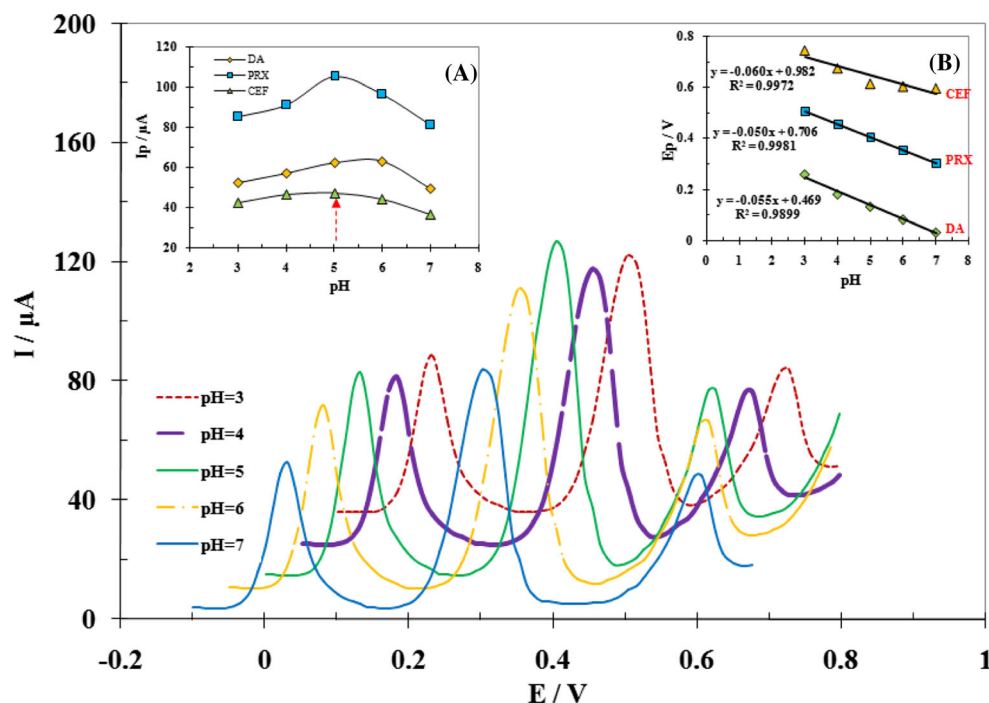 200
160
120
80
40
0
I / μA
-0.2
0
0.2
0.4
0.6
0.8
1
E / V
pH=3
pH=4
pH=5
pH=6
pH=7
(A)
DA
PRX
CEF
120
100
80
60
40
20
Ip / μA
2
3
4
5
6
7
8
pH
(B)
0.8
0.6
0.4
0.2
0
Ep / V
y = -0.060x + 0.982
R² = 0.9972
CEF
y = -0.050x + 0.706
R² = 0.9981
PRX
y = -0.055x + 0.469
R² = 0.9899
DA
0
1
2
3
4
5
6
7
8
pH